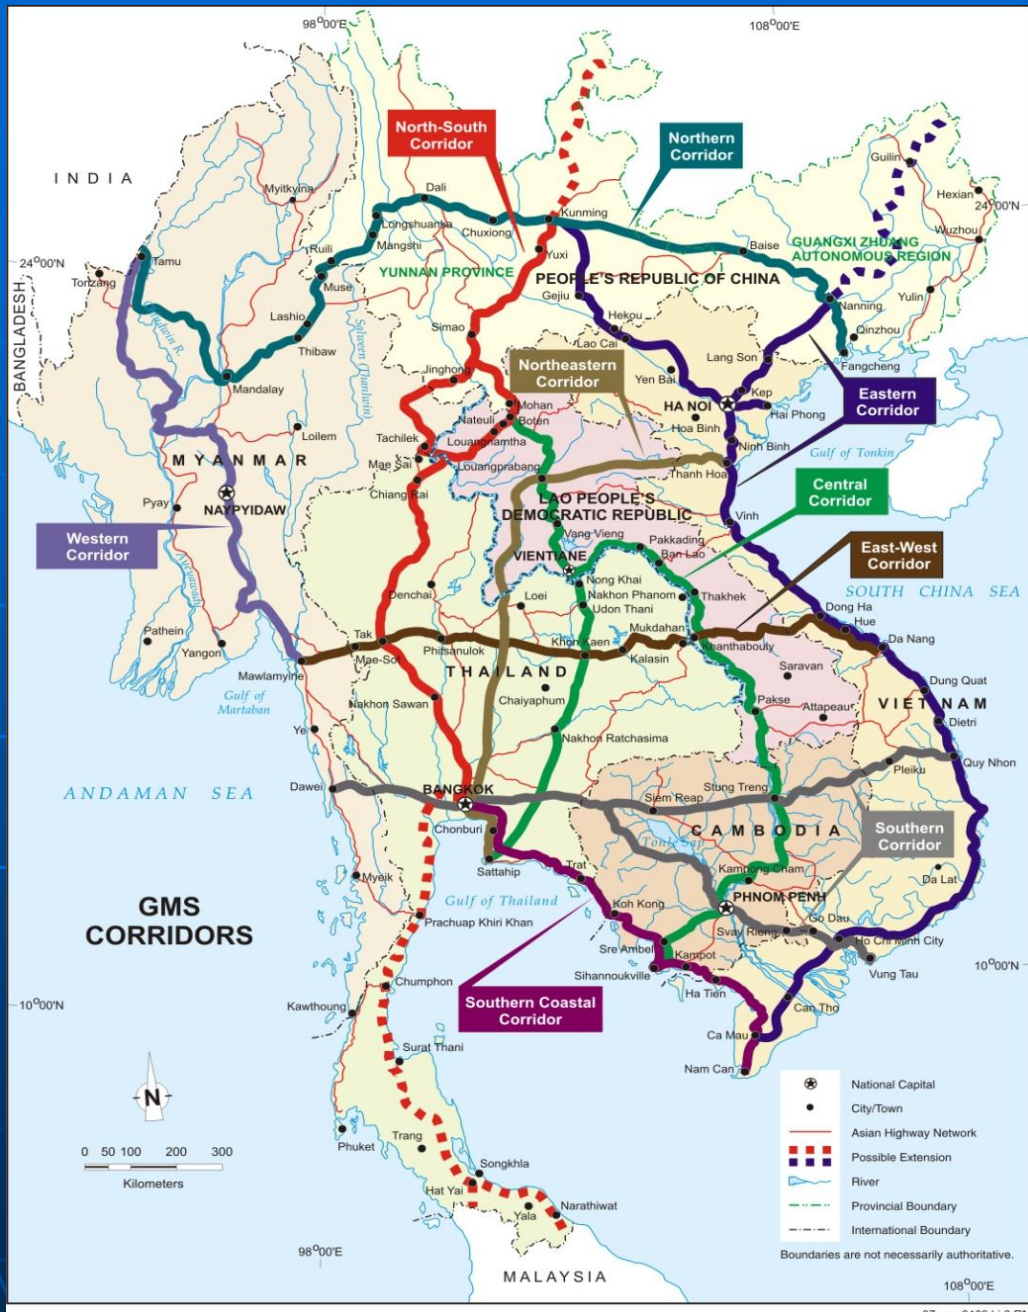 98°00'E
108°00'E
North-South
Corridor
Northern
Corridor
INDIA
Guilin
Myitkyina
Dali
Hexian
24°00'N
Longshuanka
Kunming
Chuxiong
Wuzhou
Mangshi
Baise
GUANGXI ZHUANG
AUTONOMOUS REGION
Ruili
Yuxi
24°00'N
Tamu
YUNNAN PROVINCE
PEOPLE'S REPUBLIC OF CHINA
Tonzang
Muse
Gejiu
Nanning
Yulin
BANGLADESH
Lashio
Hekou
Qinzhou
Simao
Lao Cai
Thibaw
Salween (Thanlwin)
Lang Son
Fangcheng
Northeastern
Corridor
Jinghong
Yen Bai
Mandalay
Kep
Eastern
Corridor
Mohan
HA NOI
Hai Phong
Nateuli
Boten
Loilem
Louangnamtha
Hoa Binh
Tachilek
Ninh Binh
Gulf of Tonkin
MYANMAR
Mae Sai
Louangprabang
Thanh Hoa
Chiang Rai
Central
Corridor
LAO PEOPLE'S
DEMOCRATIC REPUBLIC
Pyay
NAYPYIDAW
Vinh
Western
Corridor
Vang Vieng
Pakkading
VIENTIANE
Ban Lao
East-West
Corridor
Nong Khai
Denchai
Loei
Nakhon Phanom
Thakhek
SOUTH CHINA SEA
Udon Thani
Dong Ha
Pathein
Mukdahan
Hue
Yangon
Tak
Khon Kaen
Da Nang
Mae-Sot
Phitsanulok
Kalasin
Khanthabouly
Mawlamyine
THAILAND
Saravan
Gulf of
Martaban
Chaiyaphum
Dung Quat
Nakhon Sawan
Pakse
Attapeau
VIET NAM
Dietri
Ye
Nakhon Ratchasima
Quy Nhon
Pleiku
Dawei
BANGKOK
Stung Treng
ANDAMAN SEA
Siem Reap
Chonburi
CAMBODIA
Southern
Corridor
Tonle Sap
Sattahip
Trat
Kampong Cham
Da Lat
Myeik
Gulf of Thailand
PHNOM PENH
GMS
CORRIDORS
Prachuap Khiri Khan
Koh Kong
Go Dau
Svay Rieng
Sre Ambel
Ho Chi Minh City
Kampot
Vung Tau
Sihannoukville
10°00'N
Chumphon
Ha Tien
Southern Coastal
Corridor
10°00'N
Kawthoung
Can Tho
Ca Mau
Surat Thani
Nam Can
N
National Capital
City/Town
Asian Highway Network
Phuket
Trang
Possible Extension
0 50 100 200 300
Songkhla
River
Kilometers
Hat Yai
Narathiwat
Provincial Boundary
Yala
International Boundary
Boundaries are not necessarily authoritative.
98°00'E
MALAYSIA
108°00'E